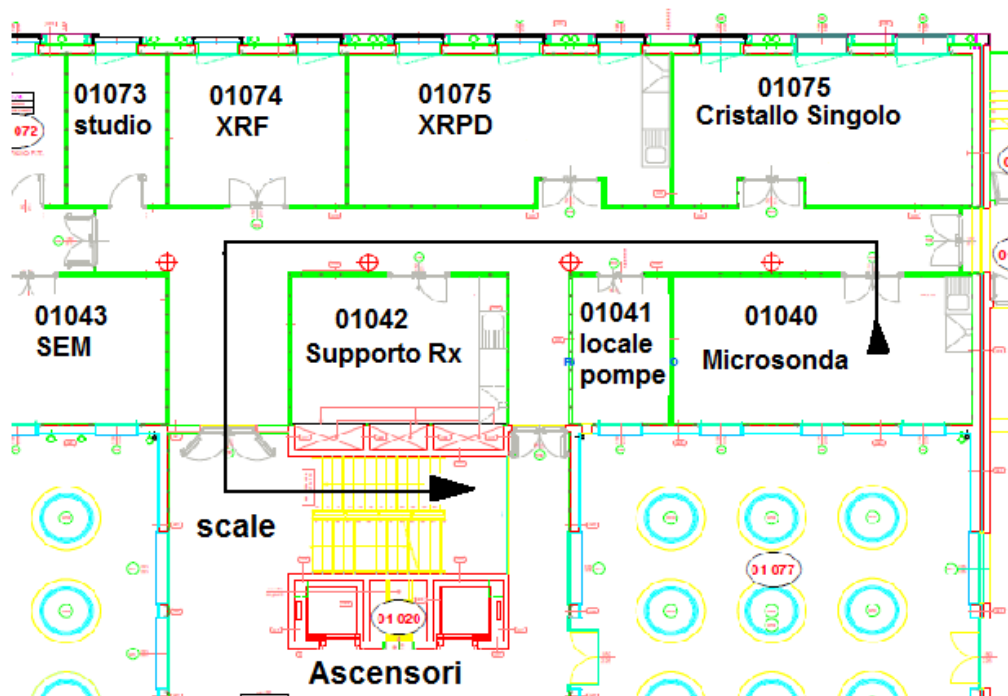 01073
studio
01074
XRF
01075
XRPD
01075
Cristallo Singolo
072
01043
SEM
01042
Supporto Rx
01041
locale
pompe
01040
Microsonda
scale
01 077
01 020
Ascensori